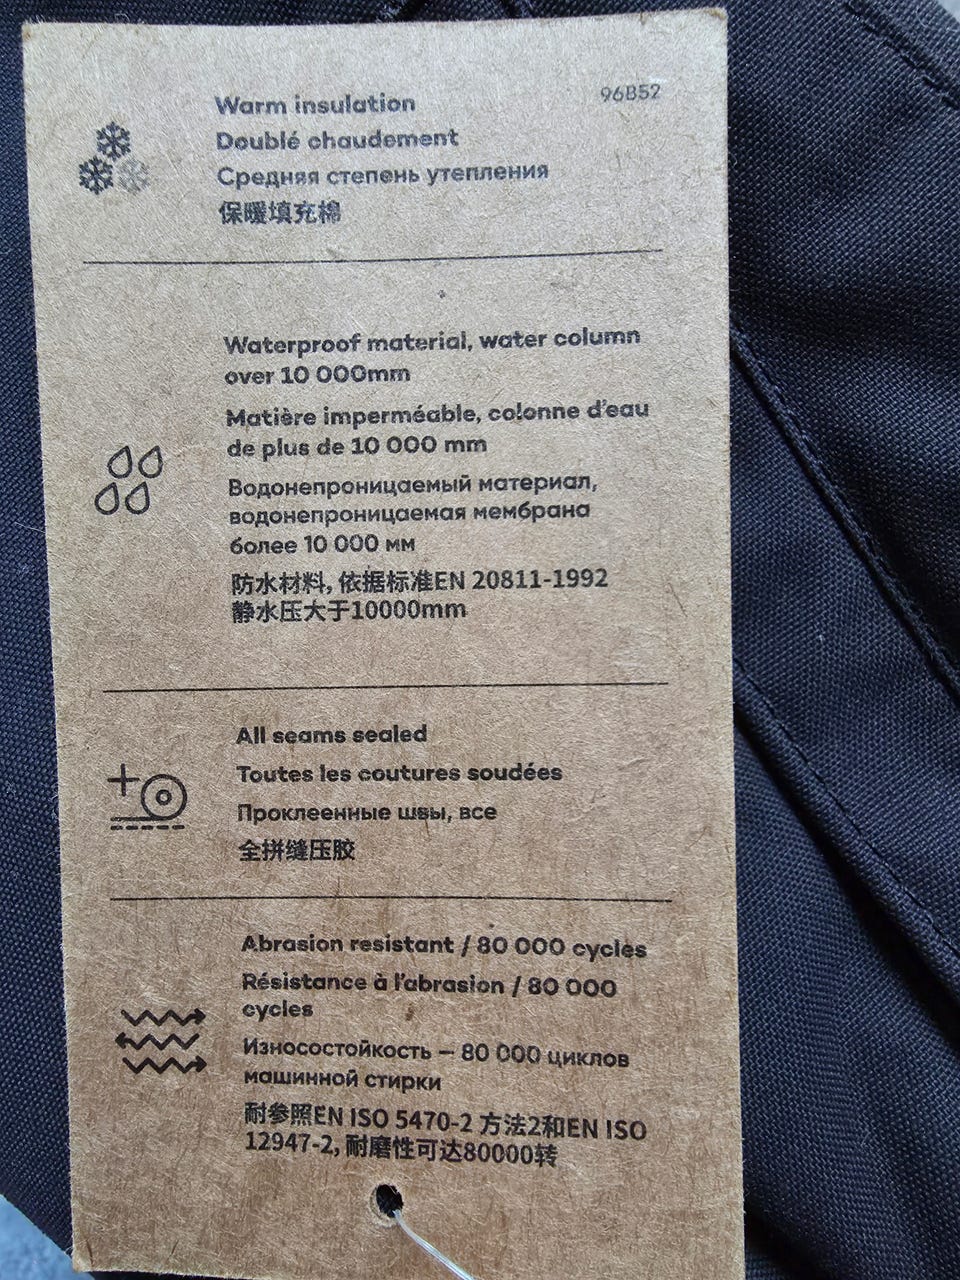 96B52
Warm insulation
Doublé chaudement
Средняя степень утепления
保暖填充棉
Waterproof material, water column
over 10 000mm
Matière imperméable, colonne d'eau
de plus de 10 000 mm
Водонепроницаемый материал,
водонепроницаемая мембрана
более 10 000 мм
防水材料, 依据标准EN 20811-1992
静水压大于10000mm
All seams sealed
Toutes les coutures soudées
Проклеенные швы, все
全拼缝压胶
Abrasion resistant / 80 000 cycles
Résistance à l'abrasion / 80 000
cycles
Износостойкость – 80 000 циклов
машинной стирки
耐参照EN ISO 5470-2 方法2和EN ISO
12947-2, 耐磨性可达80000转